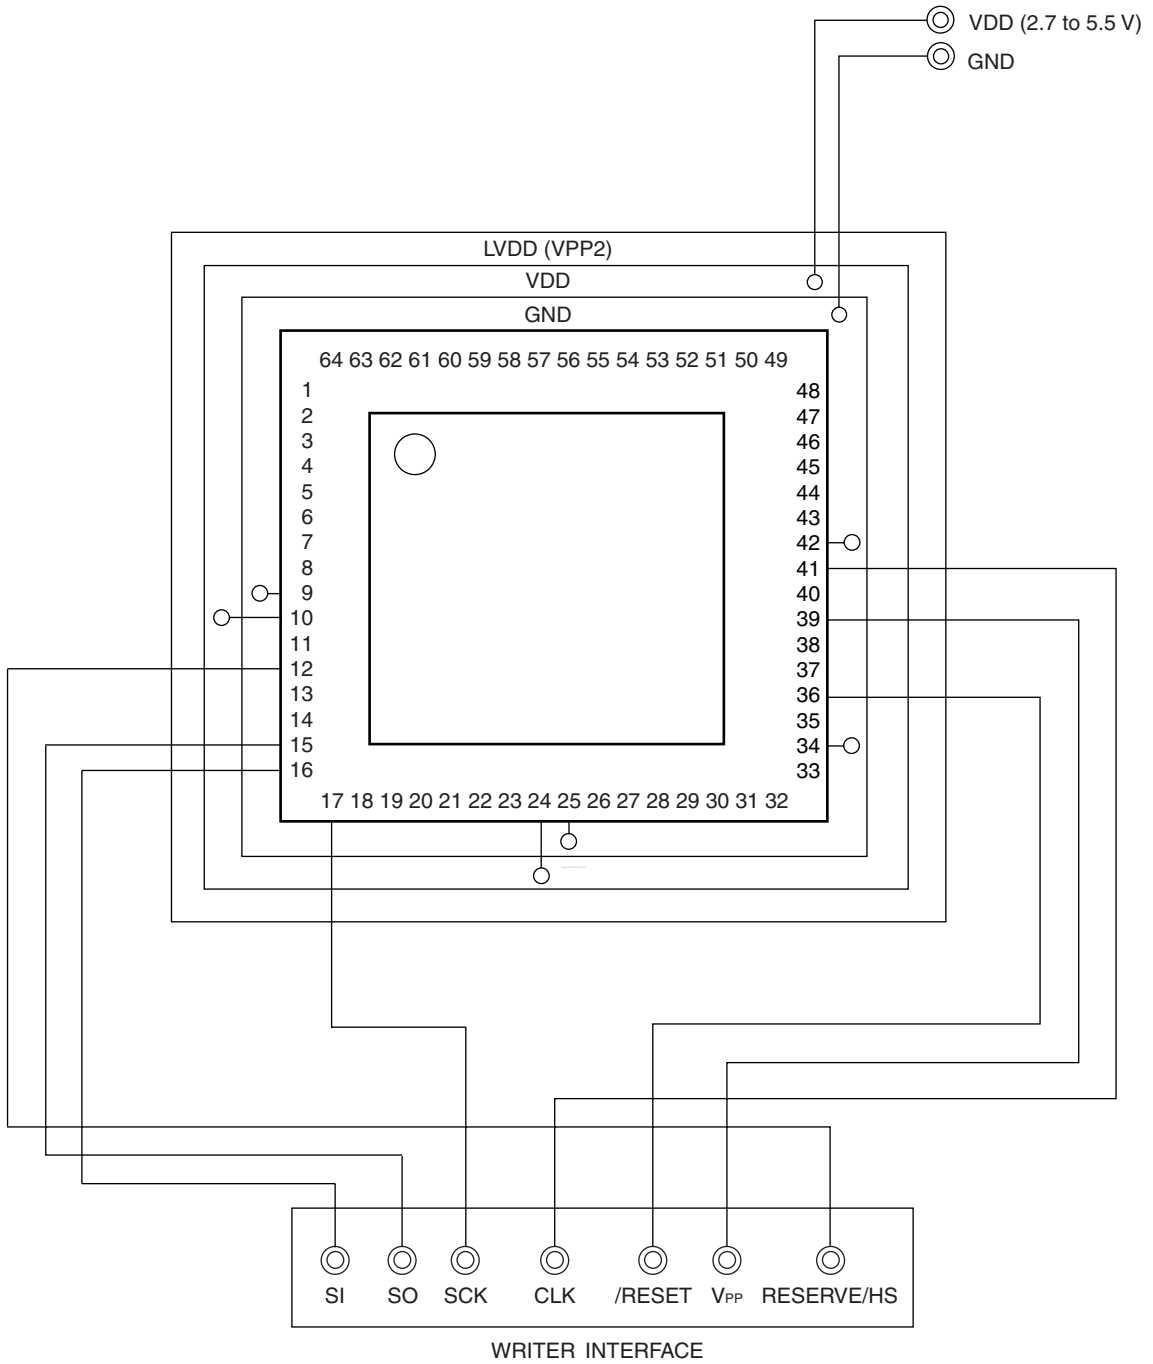 VDD (2.7 to 5.5 V)
GND
LVDD (VPP2)
VDD
GND
64 63 62 61 60 59 58 57 56 55 54 53 52 51 50 49
1 48
2 47
3 46
4 45
5 44
6 43
7 42
8 41
9 40
10 39
11 38
12 37
13 36
14 35
15 34
16 33
17 18 19 20 21 22 23 24 25 26 27 28 29 30 31 32
SI SO SCK CLK /RESET VPP RESERVE/HS
WRITER INTERFACE